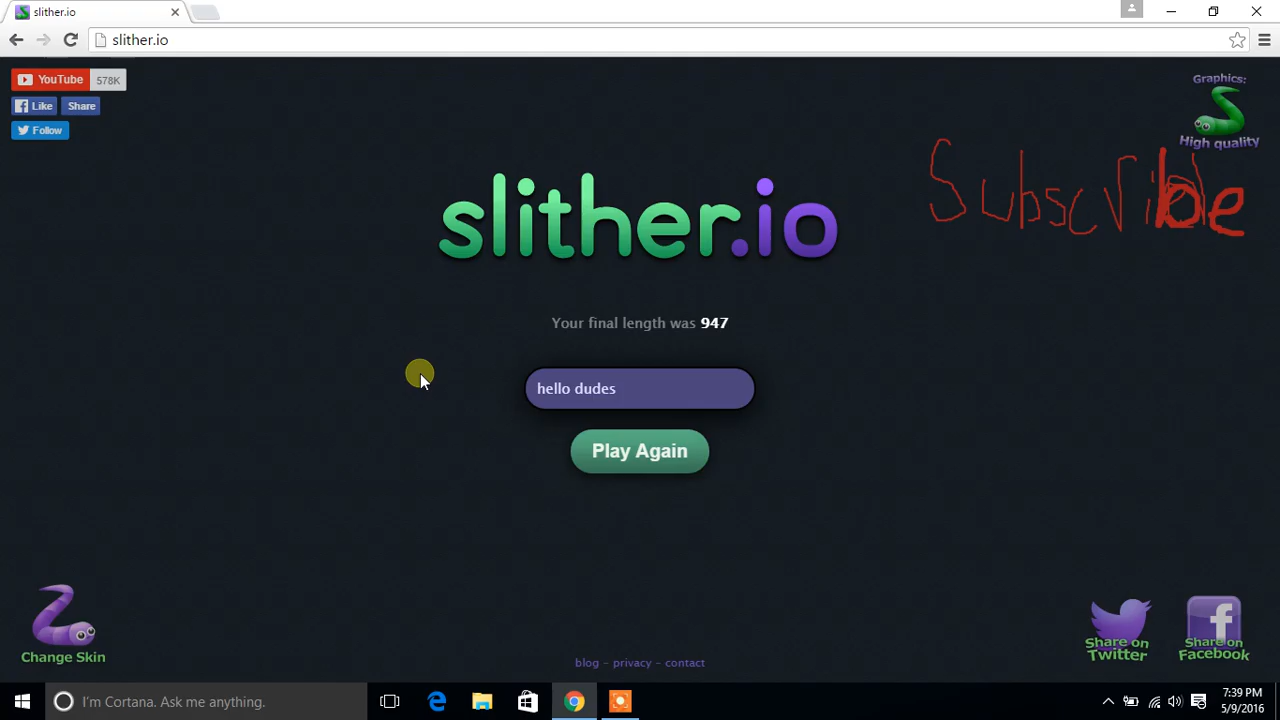 slither.io
slither.io
YouTube 578K
Like Share
Follow
Graphics:
High quality
Subscribe
slither.io
Your final length was 947
hello dudes
Play Again
Change Skin
Share on
Twitter
Share on
Facebook
blog - privacy - contact
I'm Cortana. Ask me anything.
7:39 PM
5/9/2016